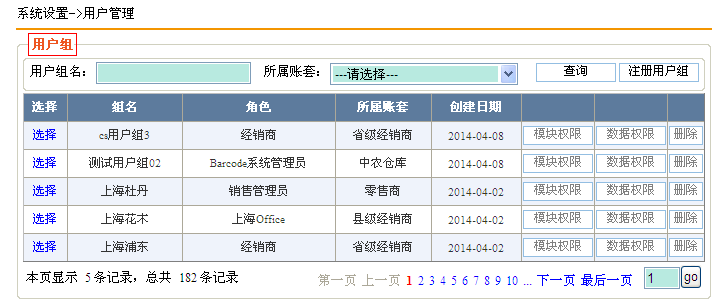 系统设置->用户管理
用户组
用户组名: 所属账套: ---请选择--- 查询 注册用户组
选择 组名 角色 所属账套 创建日期
选择 cs用户组3 经销商 省级经销商 2014-04-08 模块权限 数据权限 删除
选择 测试用户组02 Barcode系统管理员 中农仓库 2014-04-08 模块权限 数据权限 删除
选择 上海杜丹 销售管理员 零售商 2014-04-02 模块权限 数据权限 删除
选择 上海花木 上海Office 县级经销商 2014-04-02 模块权限 数据权限 删除
选择 上海浦东 经销商 省级经销商 2014-04-02 模块权限 数据权限 删除
本页显示 5条记录，总共 182条记录 第一页 上一页 1 2 3 4 5 6 7 8 9 10 ... 下一页 最后一页 1 go